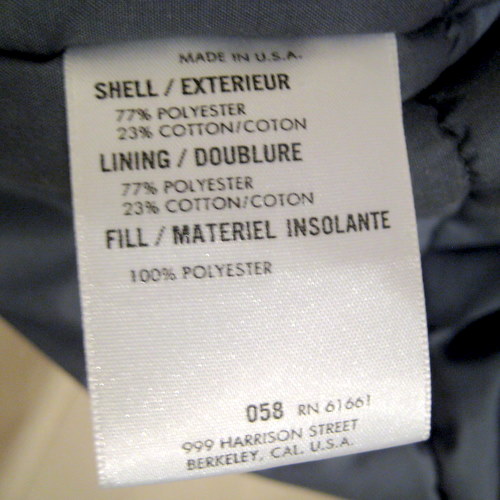 MADE IN U.S.A.
SHELL / EXTERIEUR
77% POLYESTER
23% COTTON/COTON
LINING / DOUBLURE
77% POLYESTER
23% COTTON/COTON
FILL / MATERIEL INSOLANTE
100% POLYESTER
058 RN 61661
999 HARRISON STREET
BERKELEY, CAL. U.S.A.